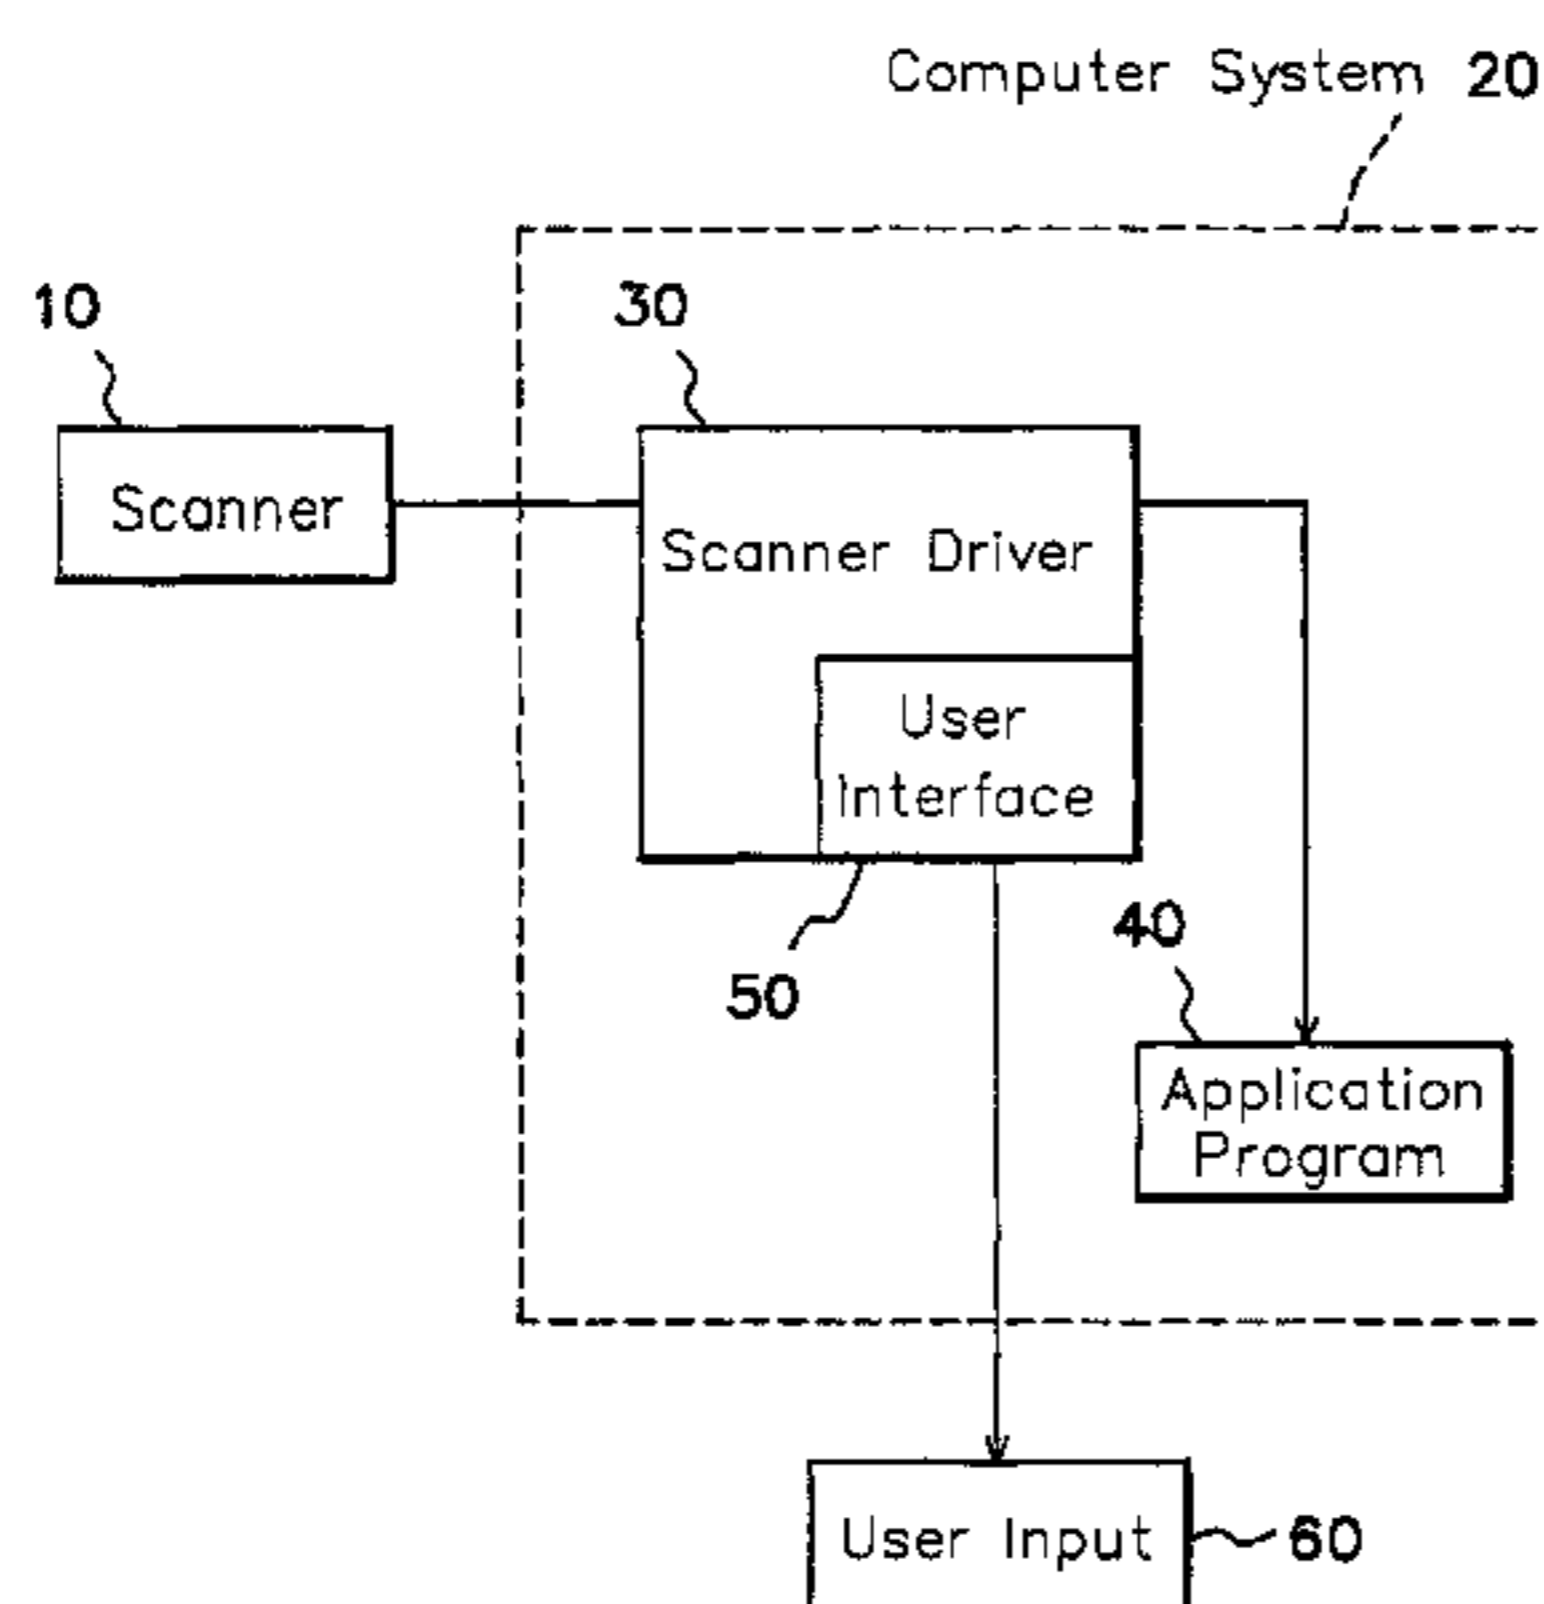 Computer System 20
10
30
Scanner
Scanner Driver
User
Interface
50
40
Application
Program
User Input
60